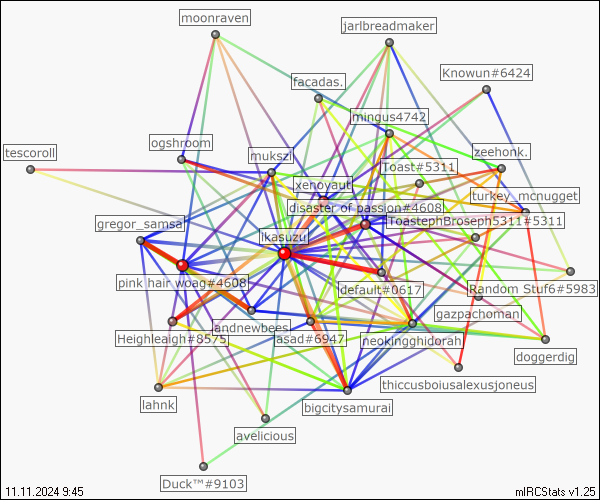 moonraven
jarlbreadmaker
Knowun#6424
facadas.
mingus4742
ogshroom
zeehonk.
tescoroll
mukszi
Toast#5311
xenoyaut
turkey_mcnugget
disaster of passion#4608
gregor_samsa
ToastephBroseph5311#5311
ikasuzu
pink hair woag#4608
default#0617
Random Stuf6#5983
gazpachoman
landnewbees
Heighleaigh#8575
asad#6947
neokingghidorah
doggerdig
thiccusboiusalexusjoneus
lahnk
bigcitysamurai
avelicious
Duck™#9103
11.11.2024 9:45
mIRCStats v1.25